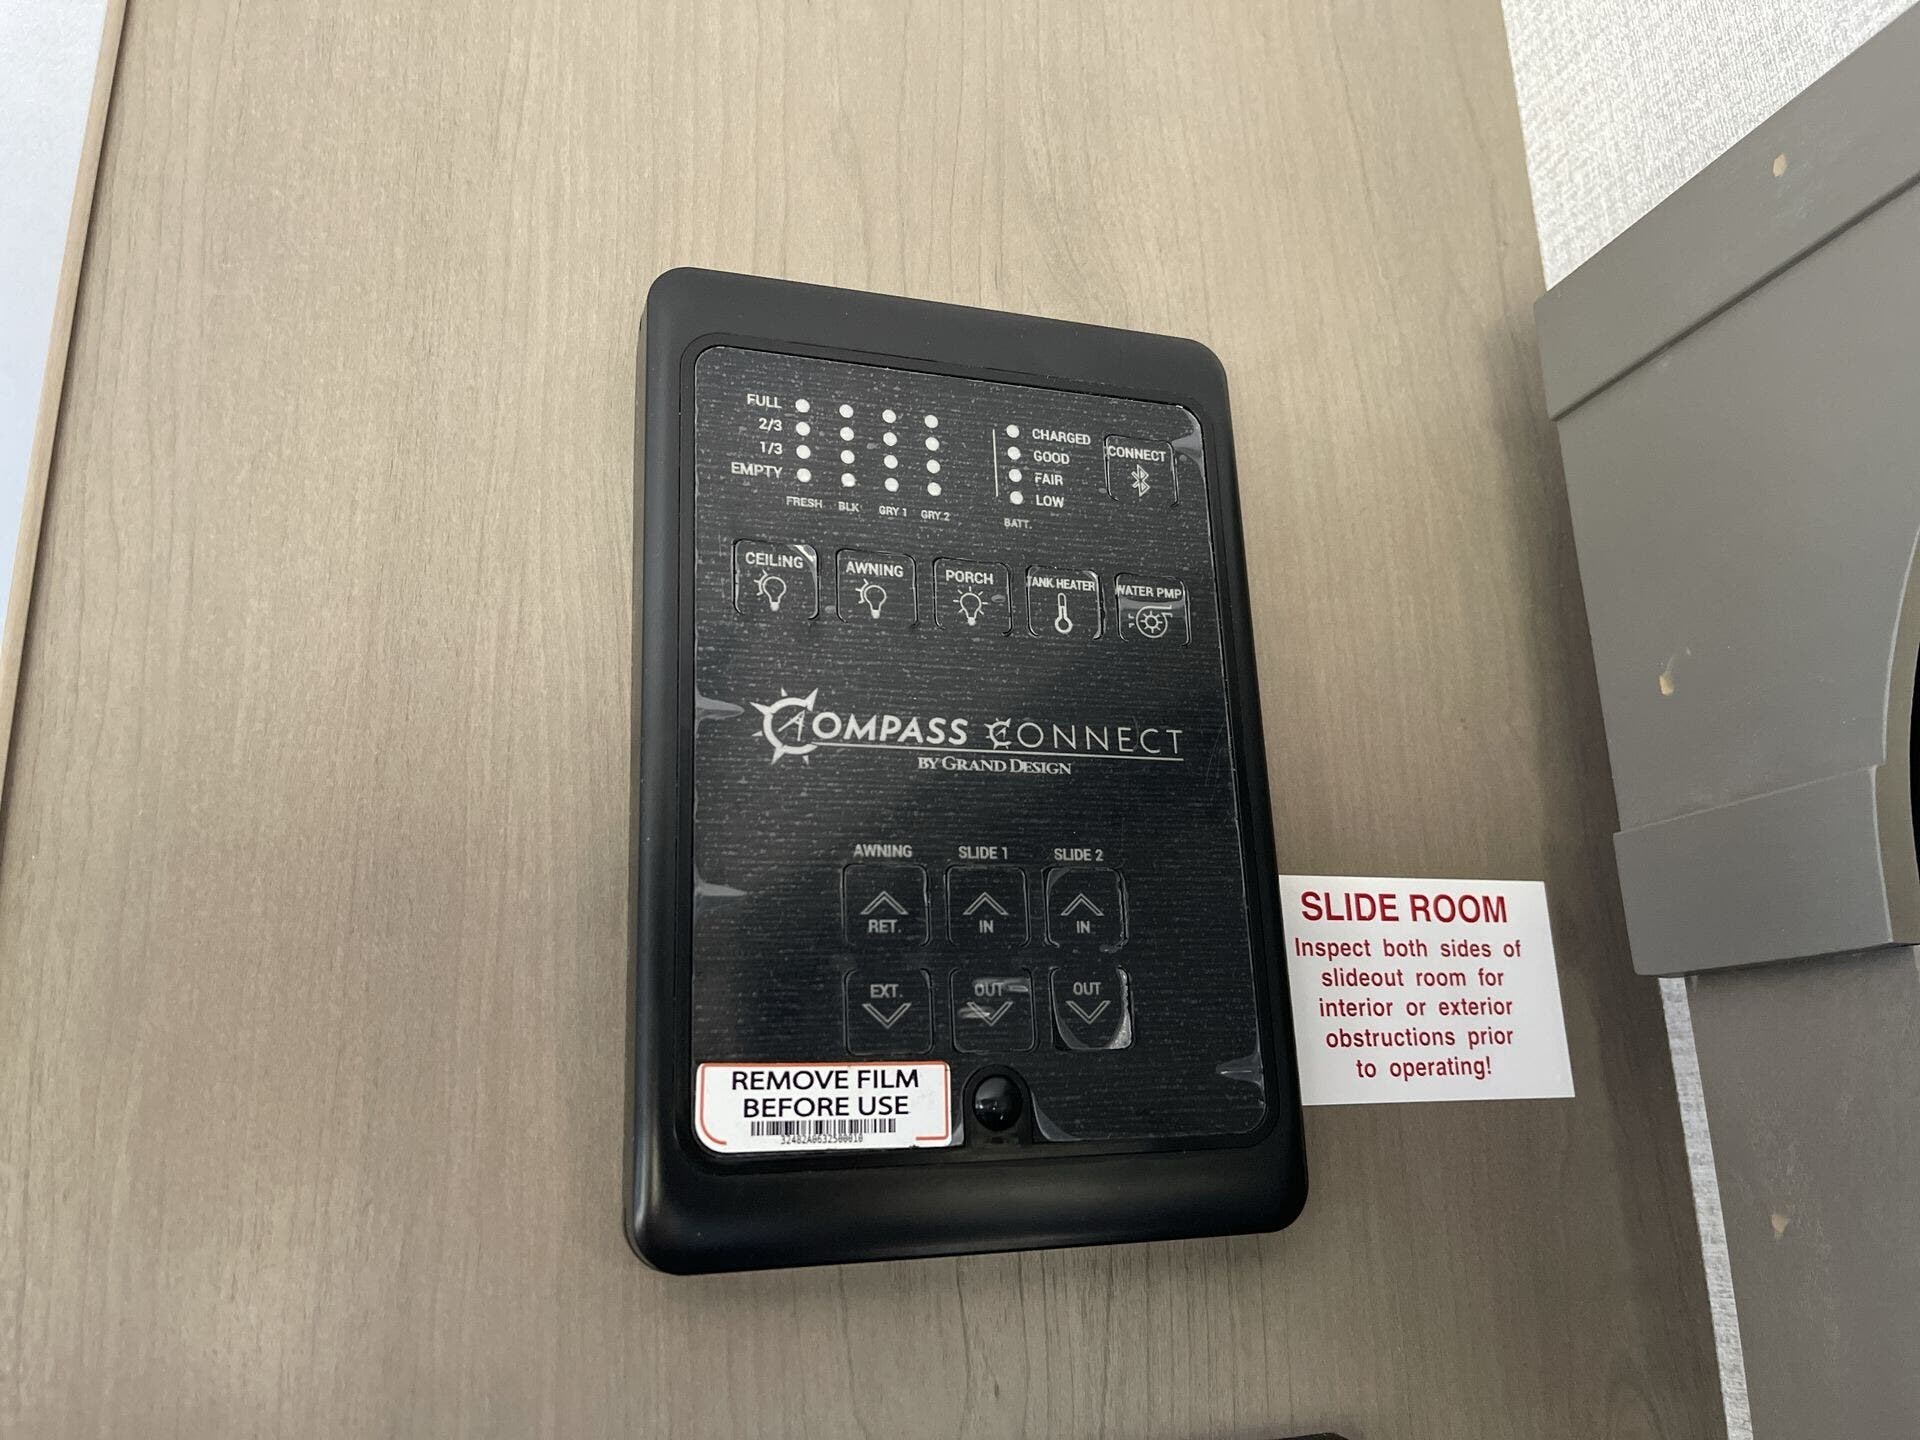 FULL
2/3
1/3
EMPTY
FRESH BLK GRY 1 GRY 2
CHARGED
GOOD
FAIR
LOW
BATT.
CONNECT
CEILING AWNING PORCH TANK HEATER WATER PMP
COMPASS CONNECT
BY GRAND DESIGN
AWNING SLIDE 1 SLIDE 2
RET. IN IN
EXT. OUT OUT
REMOVE FILM
BEFORE USE
32482A0632500010
SLIDE ROOM
Inspect both sides of
slideout room for
interior or exterior
obstructions prior
to operating!